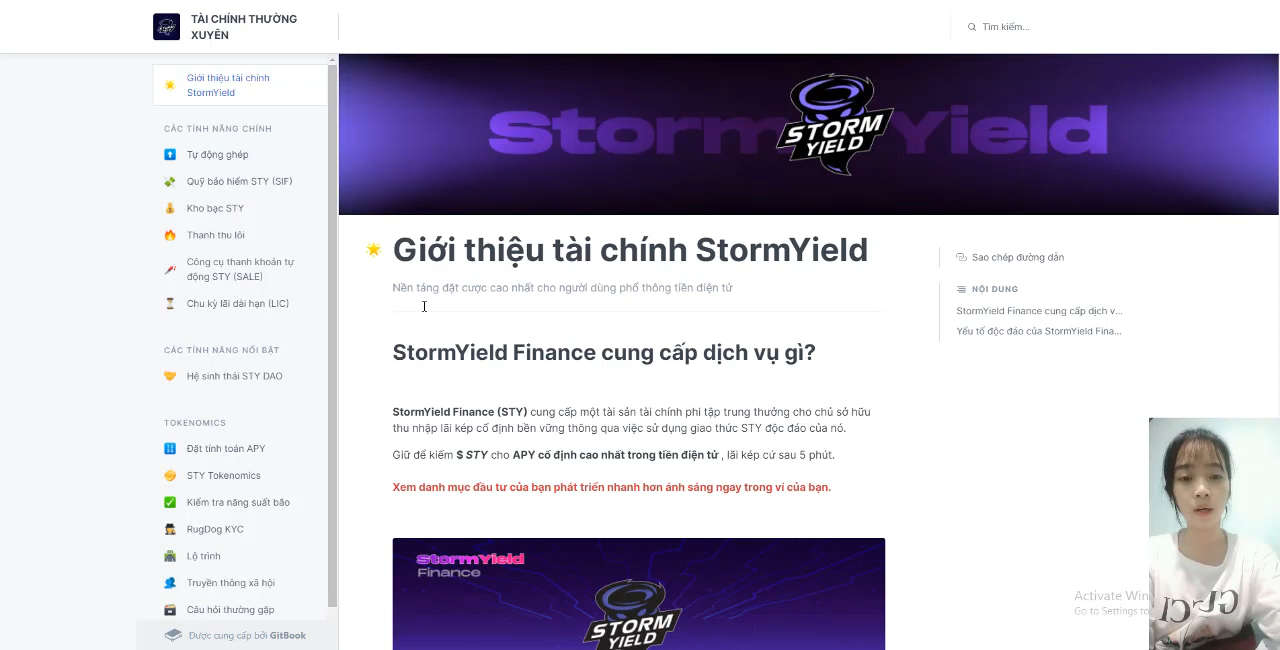 TÀI CHÍNH THƯỜNG
XUYÊN
Tìm kiếm...
Giới thiệu tài chính
StormYield
CÁC TÍNH NĂNG CHÍNH
Tự động ghép
Quỹ bảo hiểm STY (SIF)
Kho bạc STY
Thanh thu lôi
Công cụ thanh khoản tự
động STY (SALE)
Chu kỳ lãi dài hạn (LIC)
CÁC TÍNH NĂNG NỔI BẬT
Hệ sinh thái STY DAO
TOKENOMICS
Đặt tính toán APY
STY Tokenomics
Kiểm tra năng suất bão
RugDog KYC
Lộ trình
Truyền thông xã hội
Câu hỏi thường gặp
Được cung cấp bởi GitBook
StormYield
STORM
YIELD
Giới thiệu tài chính StormYield
Nền tảng đặt cược cao nhất cho người dùng phổ thông tiền điện tử
StormYield Finance cung cấp dịch vụ gì?
StormYield Finance (STY) cung cấp một tài sản tài chính phi tập trung thưởng cho chủ sở hữu
thu nhập lãi kép cố định bền vững thông qua việc sử dụng giao thức STY độc đáo của nó.
Giữ để kiếm $ STY cho APY cố định cao nhất trong tiền điện tử , lãi kép cứ sau 5 phút.
Xem danh mục đầu tư của bạn phát triển nhanh hơn ánh sáng ngay trong ví của bạn.
StormYield
Finance
STORM
YIELD
Sao chép đường dẫn
NỘI DUNG
StormYield Finance cung cấp dịch v...
Yếu tố độc đáo của StormYield Fina...
Activate Win
Go to Settings to